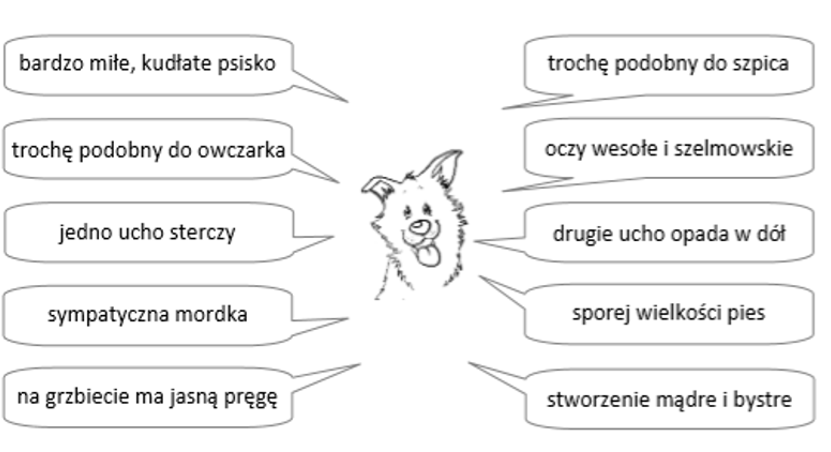 bardzo miłe, kudłate psisko
trochę podobny do owczarka
jedno ucho sterczy
sympatyczna mordka
na grzbiecie ma jasną pręgę
trochę podobny do szpica
oczy wesołe i szelmowskie
drugie ucho opada w dół
sporej wielkości pies
stworzenie mądre i bystre